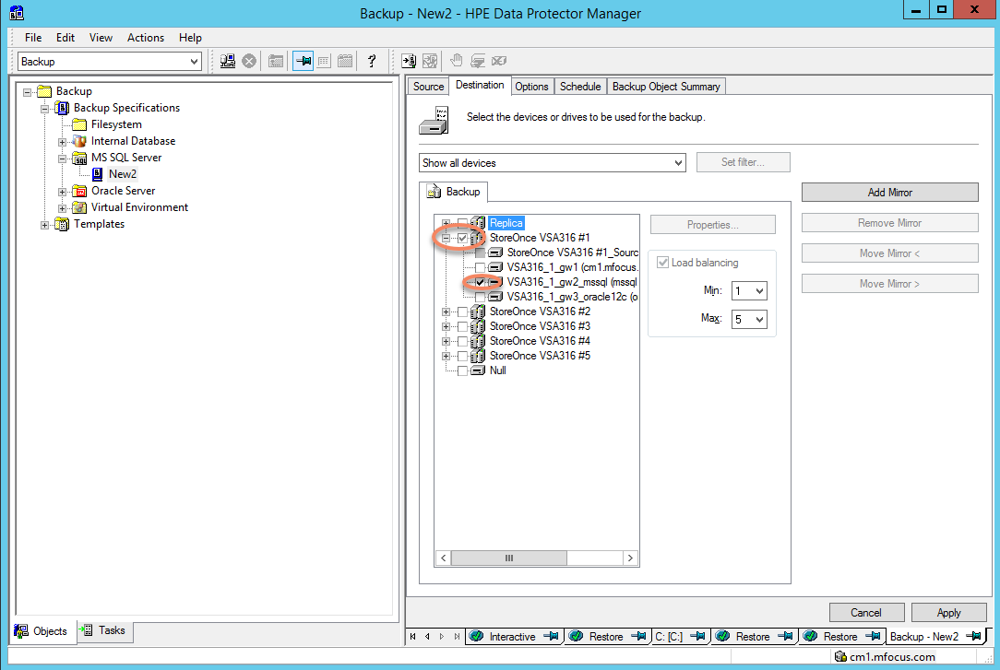 Backup - New2 - HPE Data Protector Manager
File Edit View Actions Help
Backup
Backup
Backup Specifications
Filesystem
Internal Database
MS SQL Server
New2
Oracle Server
Virtual Environment
Templates
Objects Tasks
Source Destination Options Schedule Backup Object Summary
Select the devices or drives to be used for the backup.
Show all devices Set filter...
Backup
Replica
StoreOnce VSA316 #1
StoreOnce VSA316 #1_Sourc
VSA316_1_gw1 (cm1.mfocus.
VSA316_1_gw2_mssql (mssql
VSA316_1_gw3_oracle12c (o
StoreOnce VSA316 #2
StoreOnce VSA316 #3
StoreOnce VSA316 #4
StoreOnce VSA316 #5
Null
Properties...
Load balancing
Min: 1
Max: 5
Add Mirror
Remove Mirror
Move Mirror <
Move Mirror >
Cancel Apply
Interactive Restore C: [C:] Restore Restore Backup - New2
cm1.mfocus.com